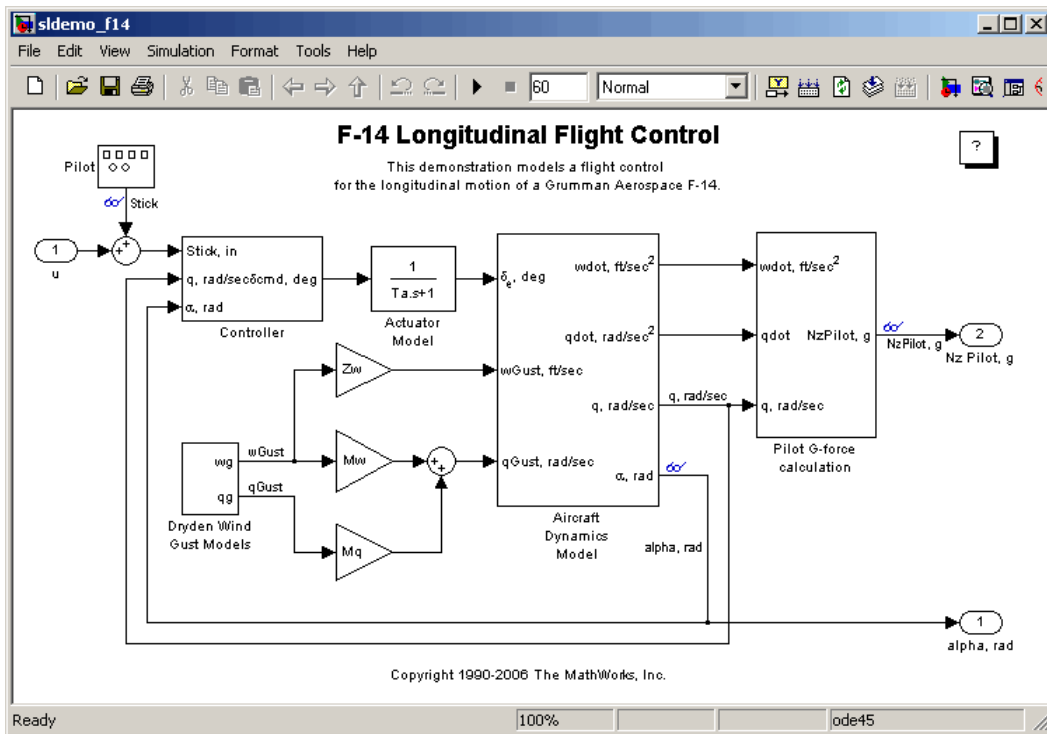 sldemo_f14
File Edit View Simulation Format Tools Help
60 Normal
F-14 Longitudinal Flight Control
This demonstration models a flight control
for the longitudinal motion of a Grumman Aerospace F-14.
?
Pilot
Stick
1
u
+
+
Stick, in
q, rad/secδcmd, deg
α, rad
Controller
1
Ta.s+1
Actuator
Model
δe, deg
wGust, ft/sec
qGust, rad/sec
wdot, ft/sec²
qdot, rad/sec²
q, rad/sec
α, rad
Aircraft
Dynamics
Model
q, rad/sec
alpha, rad
wdot, ft/sec²
qdot
NzPilot, g
q, rad/sec
Pilot G-force
calculation
NzPilot, g
2
Nz Pilot, g
Zw
Mw
Mq
+
+
wg
qg
wGust
qGust
Dryden Wind
Gust Models
1
alpha, rad
Copyright 1990-2006 The MathWorks, Inc.
Ready 100% ode45